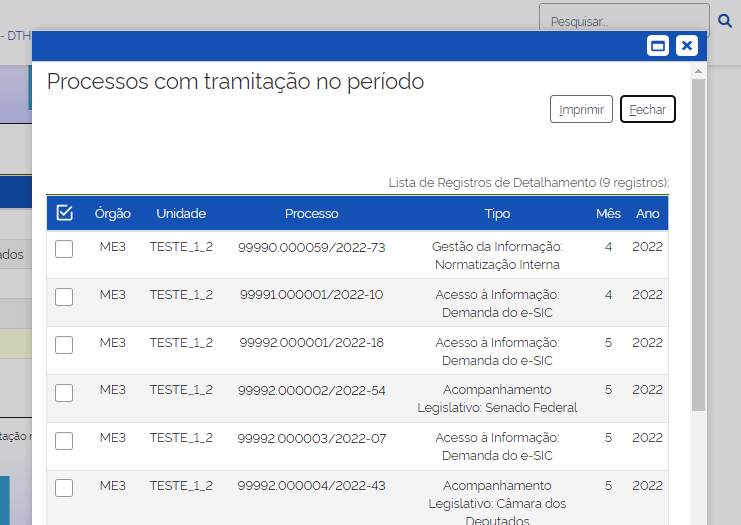 Pesquisar...
- DTH
Processos com tramitação no período
Imprimir Fechar
Lista de Registros de Detalhamento (9 registros):
Órgão Unidade Processo Tipo Mês Ano
ados
ME3 TESTE_1_2 99990.000059/2022-73 Gestão da Informação: 4 2022
Normatização Interna
ME3 TESTE_1_2 99991.000001/2022-10 Acesso à Informação: 4 2022
Demanda do e-SIC
ME3 TESTE_1_2 99992.000001/2022-18 Acesso à Informação: 5 2022
Demanda do e-SIC
ME3 TESTE_1_2 99992.000002/2022-54 Acompanhamento 5 2022
Legislativo: Senado Federal
tação r
ME3 TESTE_1_2 99992.000003/2022-07 Acesso à Informação: 5 2022
Demanda do e-SIC
ME3 TESTE_1_2 99992.000004/2022-43 Acompanhamento 5 2022
Legislativo: Câmara dos
Deputados